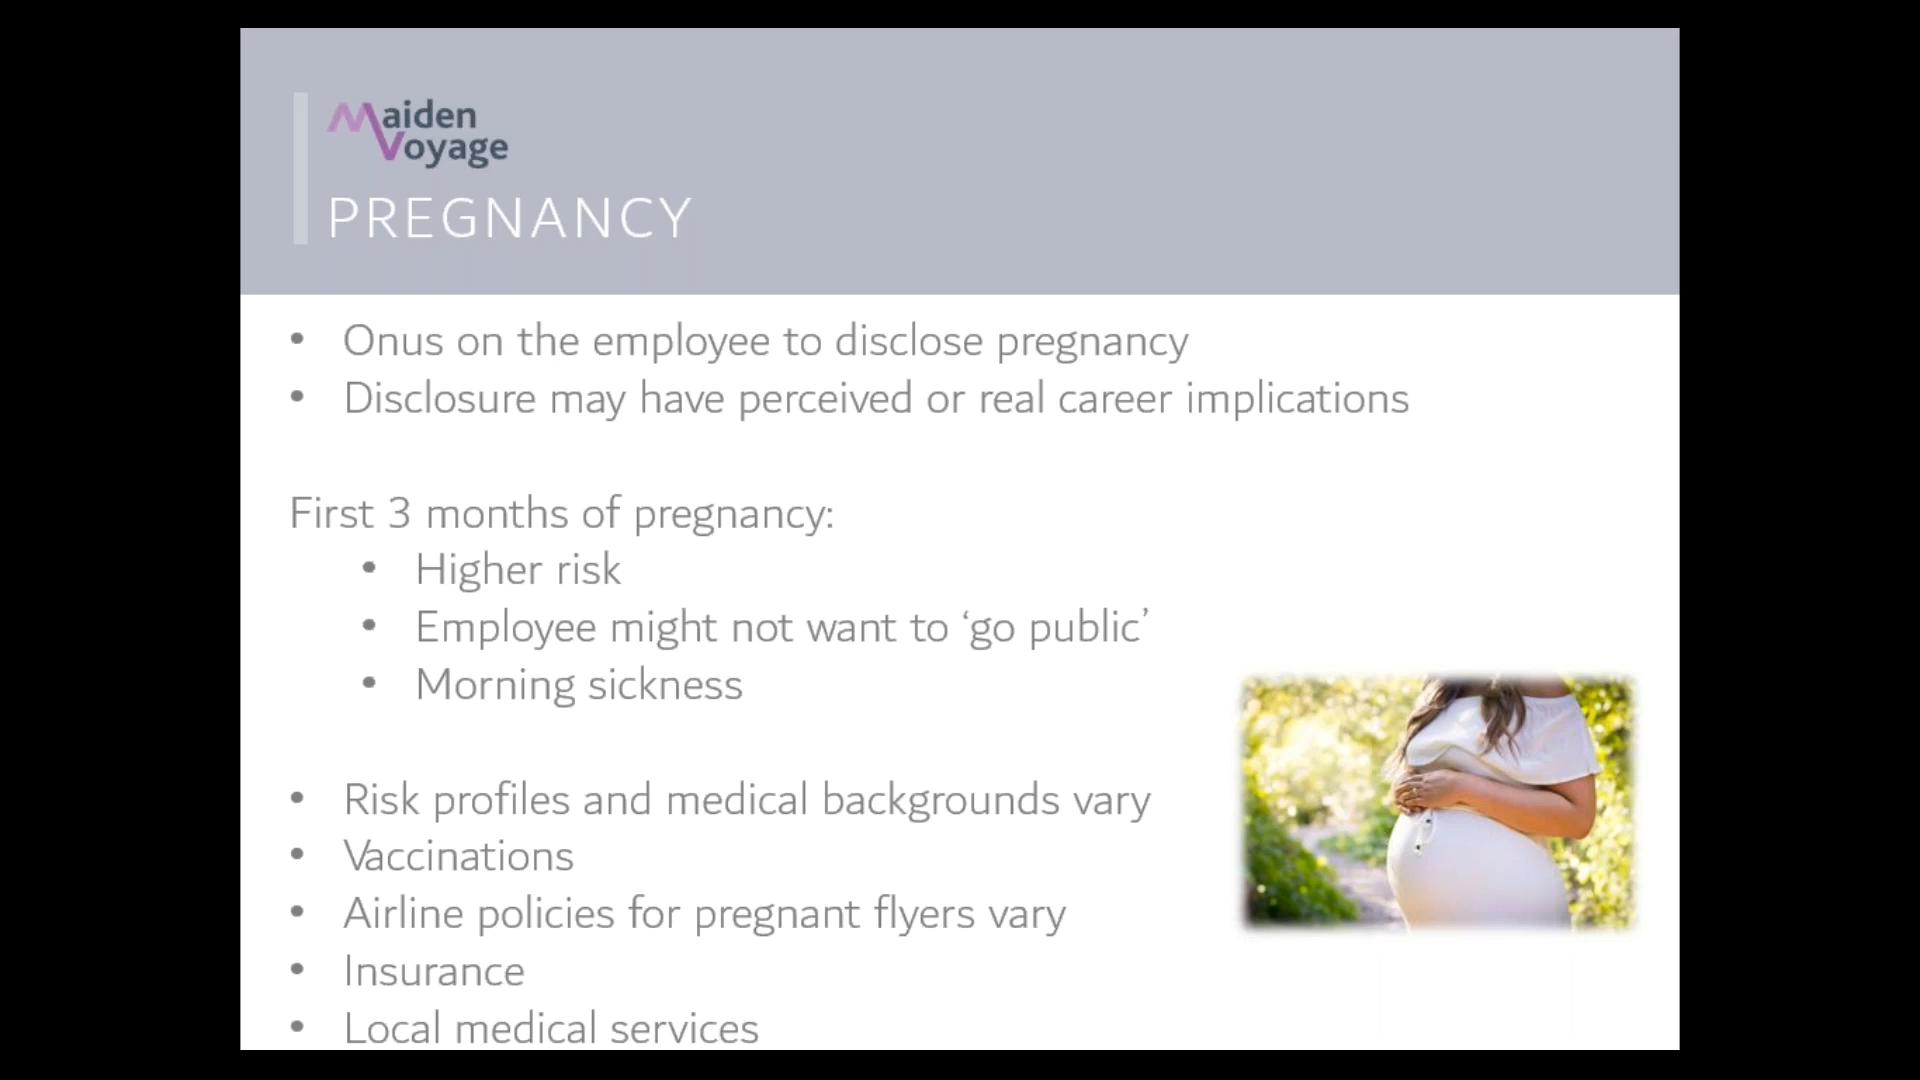 Maiden
Voyage
PREGNANCY
• Onus on the employee to disclose pregnancy
• Disclosure may have perceived or real career implications
First 3 months of pregnancy:
• Higher risk
• Employee might not want to ‘go public’
• Morning sickness
• Risk profiles and medical backgrounds vary
• Vaccinations
• Airline policies for pregnant flyers vary
• Insurance
• Local medical services